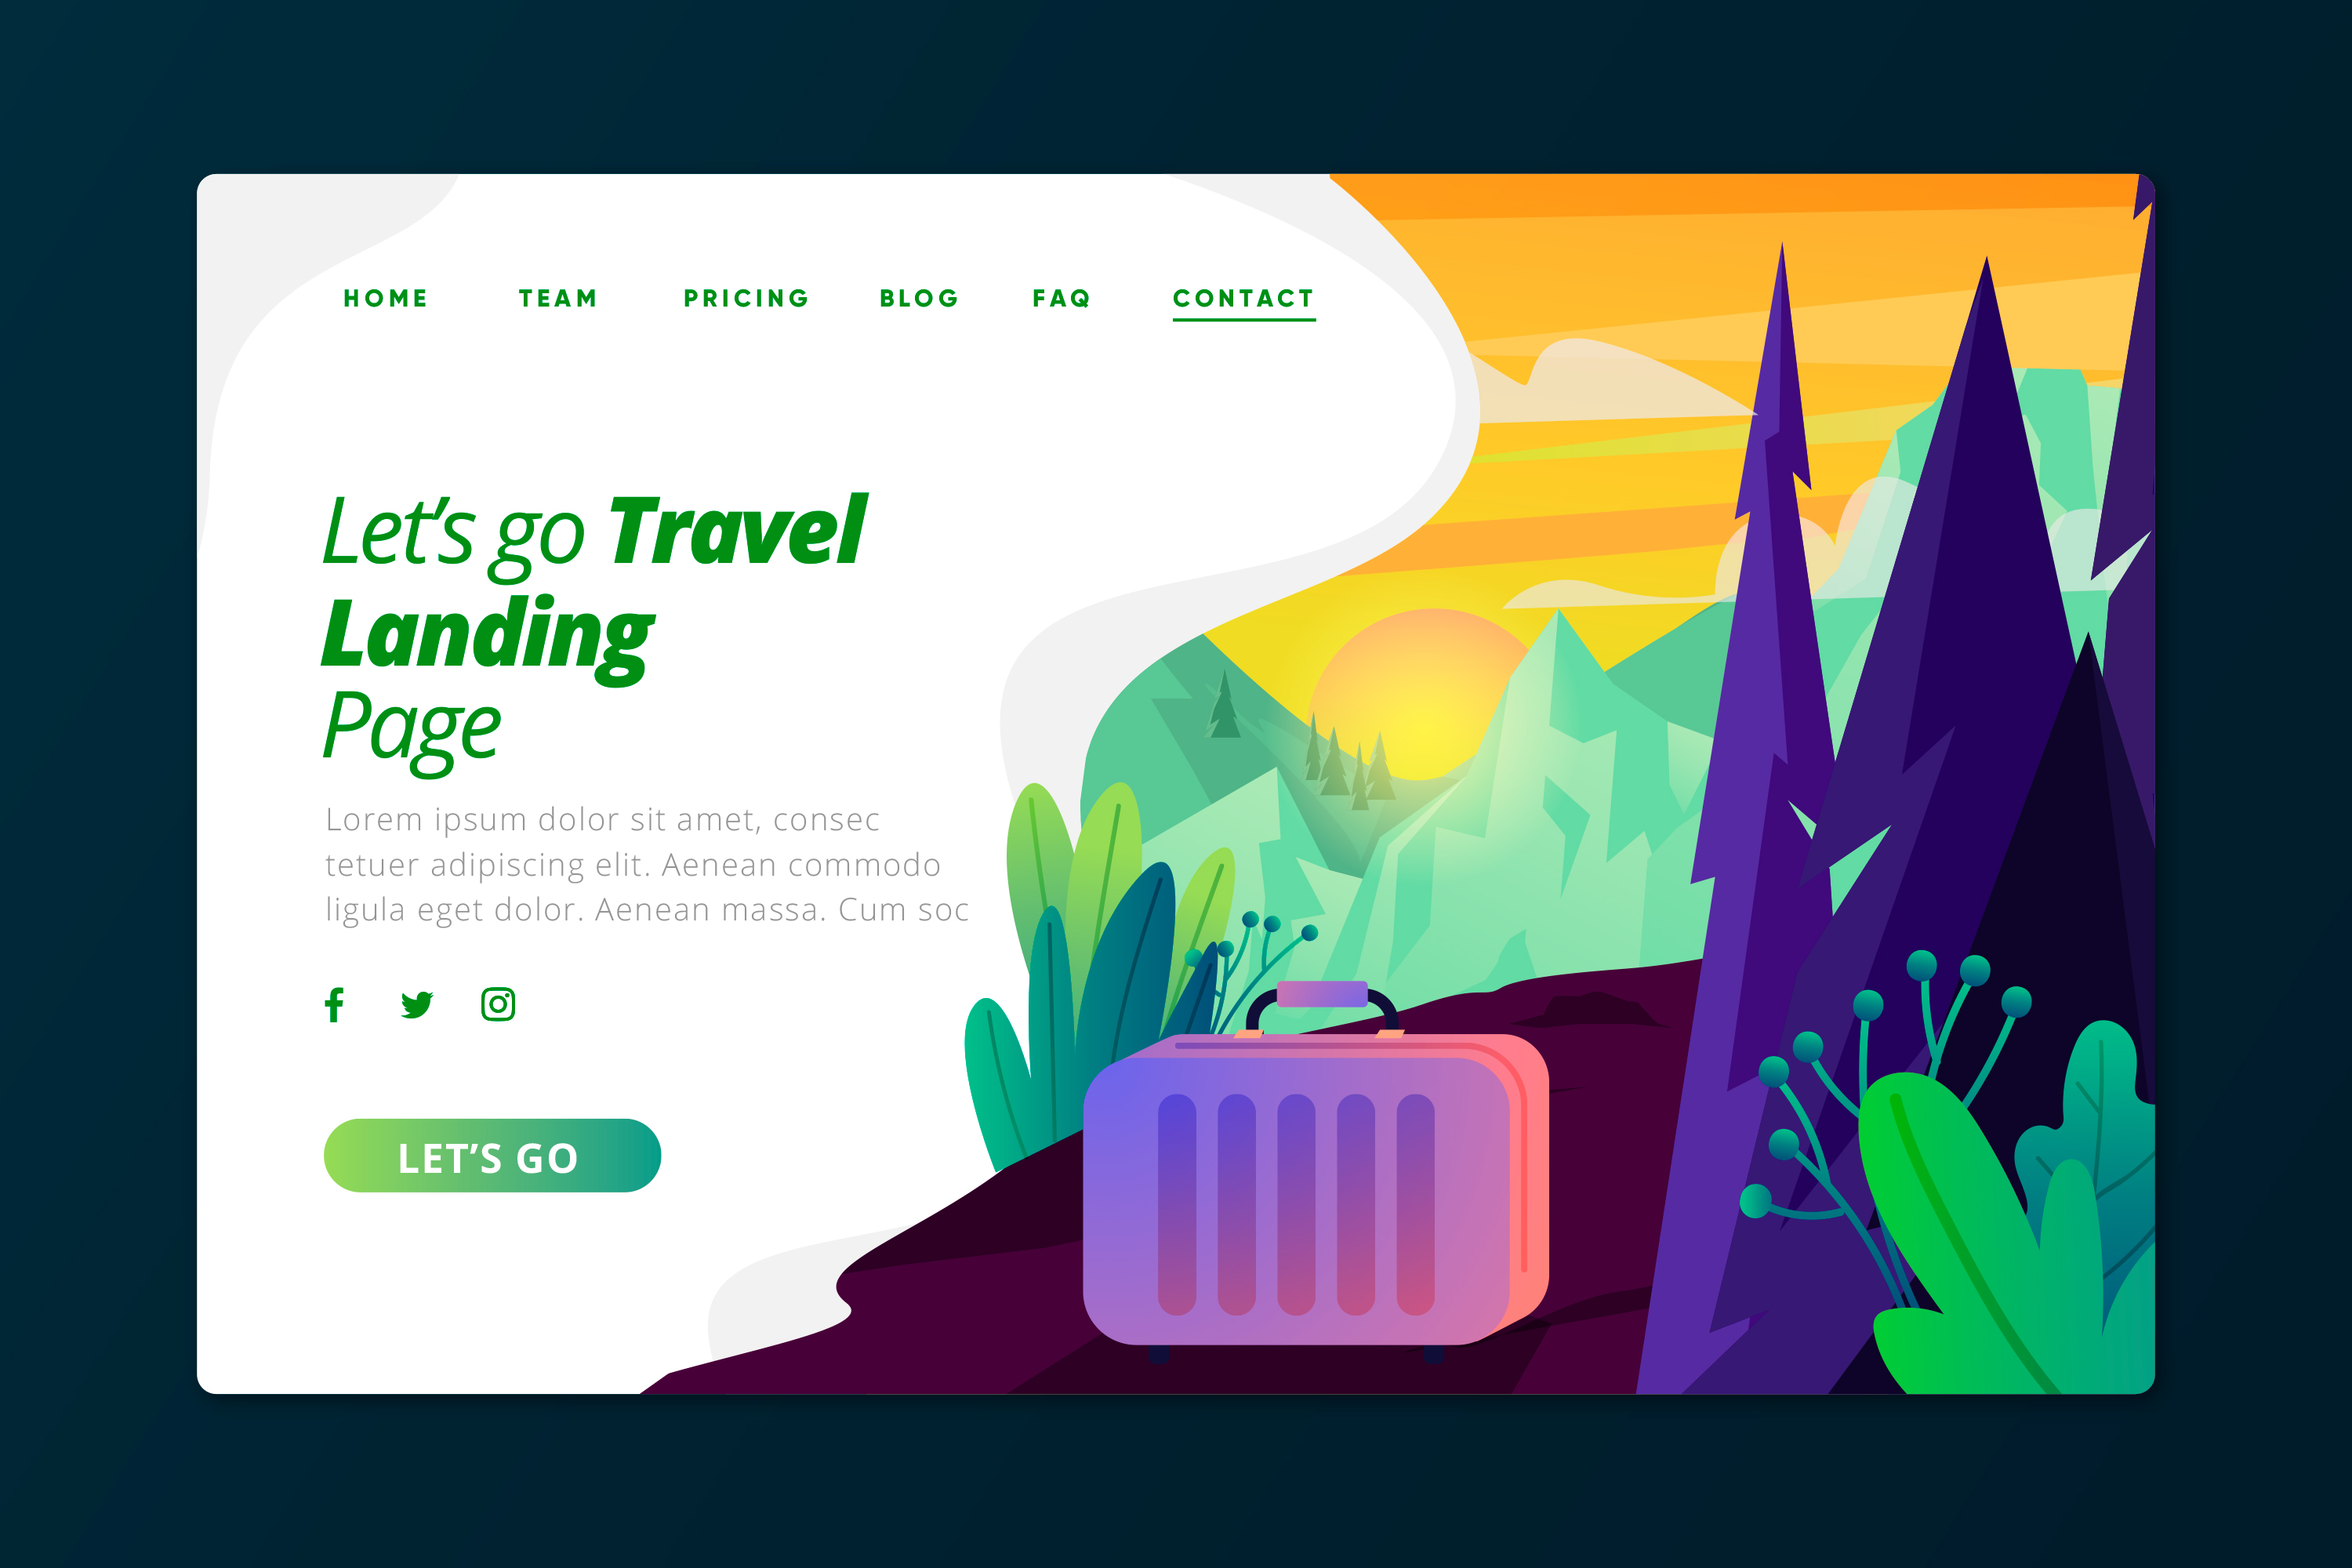 HOME TEAM PRICING BLOG FAQ CONTACT
Let's go Travel
Landing
Page
Lorem ipsum dolor sit amet, consec
tetuer adipiscing elit. Aenean commodo
ligula eget dolor. Aenean massa. Cum soc
LET'S GO